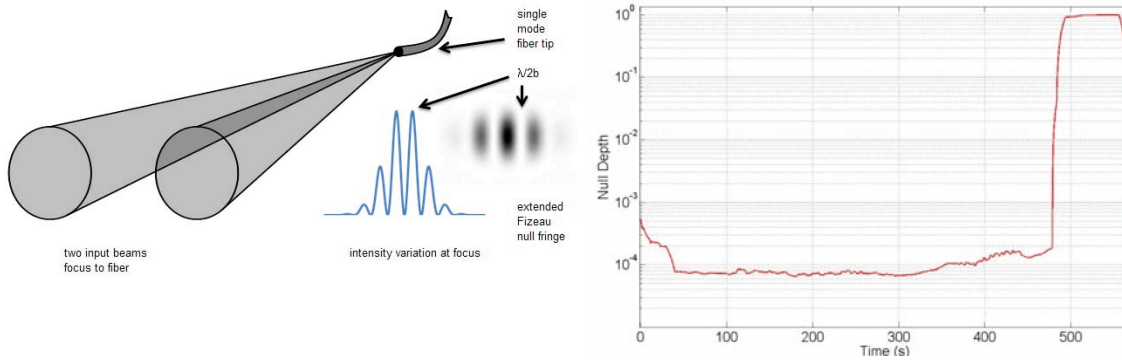 single
mode
fiber tip
λ/2b
two input beams
focus to fiber
intensity variation at focus
extended
Fizeau
null fringe
Null Depth
10⁰
10⁻¹
10⁻²
10⁻³
10⁻⁴
0
100
200
300
400
500
Time (s)